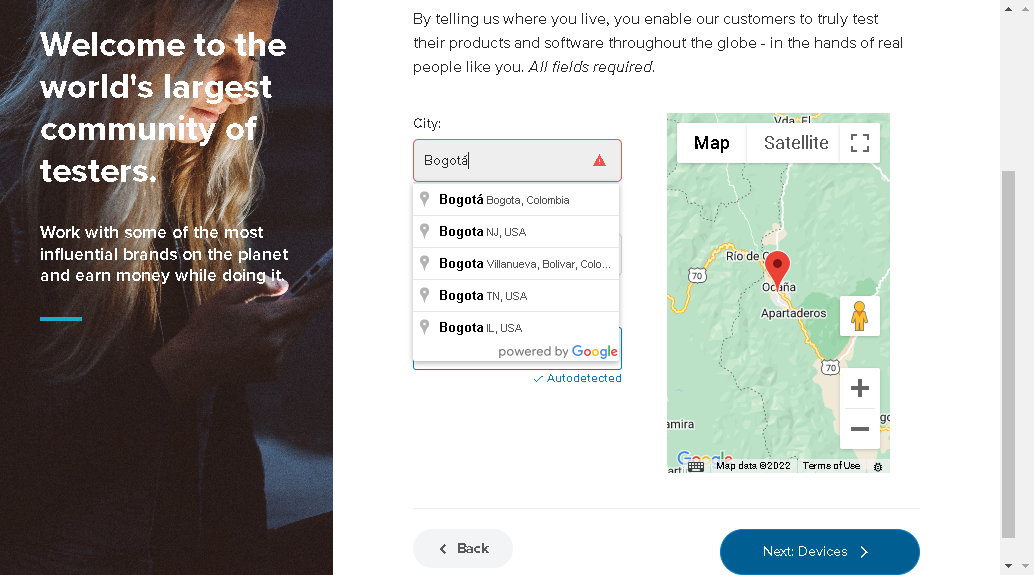 Welcome to the
world's largest
community of
testers.
Work with some of the most
influential brands on the planet
and earn money while doing it.
By telling us where you live, you enable our customers to truly test
their products and software throughout the globe - in the hands of real
people like you. All fields required.
City:
Bogotá
Bogotá Bogota, Colombia
Bogota NJ, USA
Bogota Villanueva, Bolivar, Colo...
Bogota TN, USA
Bogota IL, USA
powered by Google
Autodetected
Vda. El
Map
Satellite
70
Río de
Ocaña
Apartaderos
70
amira
Google
Map data ©2022
Terms of Use
Back
Next: Devices